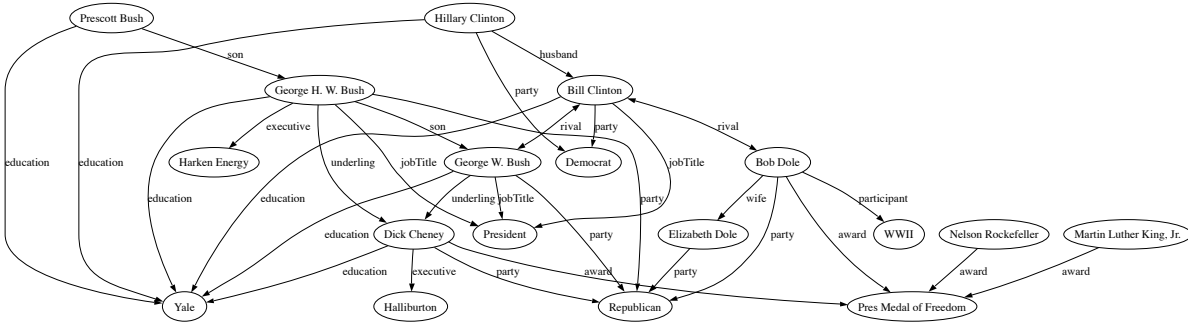 Prescott Bush
Hillary Clinton
son
husband
George H. W. Bush
party
Bill Clinton
executive
son
rival
party
rival
education
education
underling
jobTitle
jobTitle
Harken Energy
George W. Bush
Democrat
Bob Dole
education
education
underling
jobTitle
party
wife
participant
education
Dick Cheney
President
party
Elizabeth Dole
party
award
WWII
Nelson Rockefeller
Martin Luther King, Jr.
education
executive
party
award
party
award
award
Yale
Halliburton
Republican
Pres Medal of Freedom